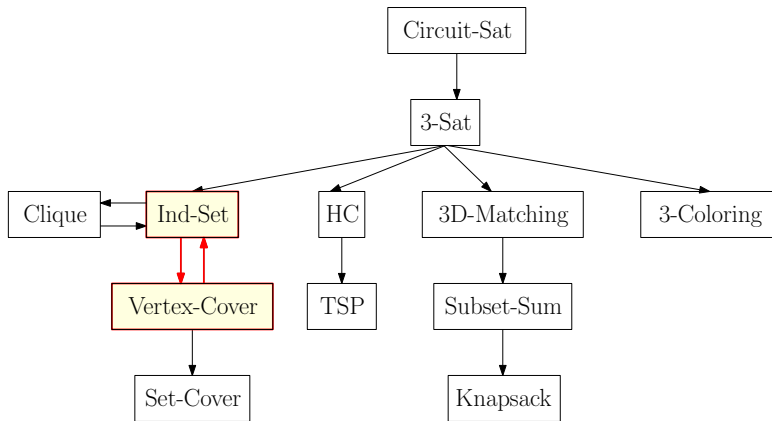 Circuit-Sat
3-Sat
Clique
Ind-Set
HC
3D-Matching
3-Coloring
Vertex-Cover
TSP
Subset-Sum
Set-Cover
Knapsack